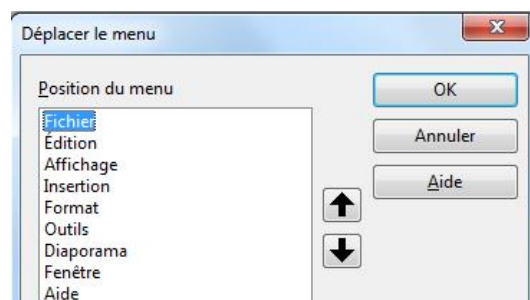 Déplacer le menu
Position du menu
Fichier
Édition
Affichage
Insertion
Format
Outils
Diaporama
Fenêtre
Aide
OK
Annuler
Aide